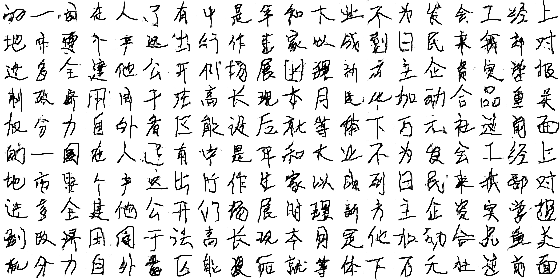 的一国在人了有中是年和大业不为发会工经上
地市要个产这出行作生家以成到日民来我部对
进多全建他公开们场展时理新方主企资实学报
制政济用同于法高长现本月定化加动合品重关
机分力自外者区能设后就等体下万元社过前面
的一国在人了有中是年和大业不为发会工经上
地市要个产这出行作生家以成到日民来我部对
进多全建他公开们场展时理新方主企资实学报
制政济用同于法高长现本月定化加动合品重关
机分力自外者区能设后就等体下万元社过前面